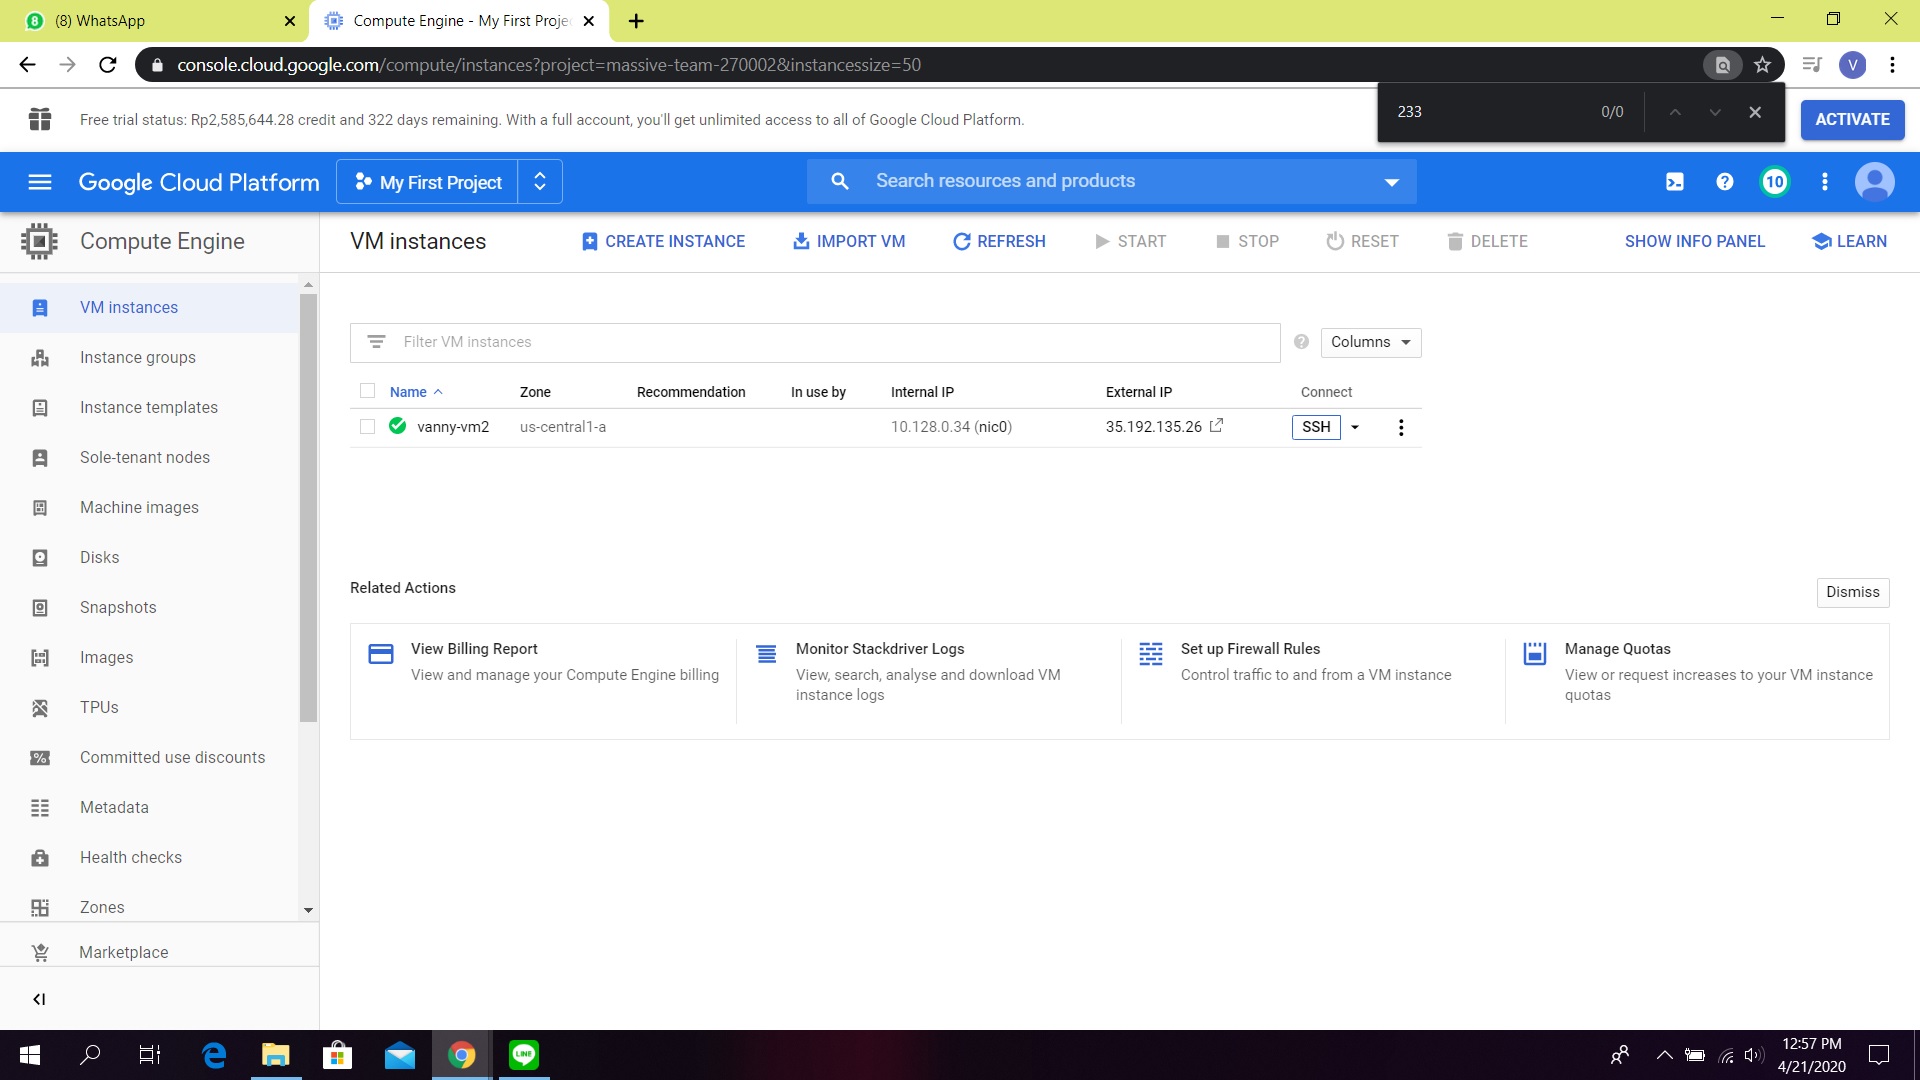 8 (8) WhatsApp
Compute Engine - My First Proje
console.cloud.google.com/compute/instances?project=massive-team-270002&instancessize=50
V
Free trial status: Rp2,585,644.28 credit and 322 days remaining. With a full account, you'll get unlimited access to all of Google Cloud Platform.
233 0/0
ACTIVATE
Google Cloud Platform
My First Project
Search resources and products
10
Compute Engine
VM instances
CREATE INSTANCE
IMPORT VM
REFRESH
START
STOP
RESET
DELETE
SHOW INFO PANEL
LEARN
VM instances
Instance groups
Instance templates
Sole-tenant nodes
Machine images
Disks
Snapshots
Images
TPUs
Committed use discounts
Metadata
Health checks
Zones
Marketplace
Filter VM instances
Columns
Name Zone Recommendation In use by Internal IP External IP Connect
vanny-vm2 us-central1-a 10.128.0.34 (nic0) 35.192.135.26 SSH
Related Actions
Dismiss
View Billing Report
View and manage your Compute Engine billing
Monitor Stackdriver Logs
View, search, analyse and download VM
instance logs
Set up Firewall Rules
Control traffic to and from a VM instance
Manage Quotas
View or request increases to your VM instance
quotas
LINE
12:57 PM
4/21/2020